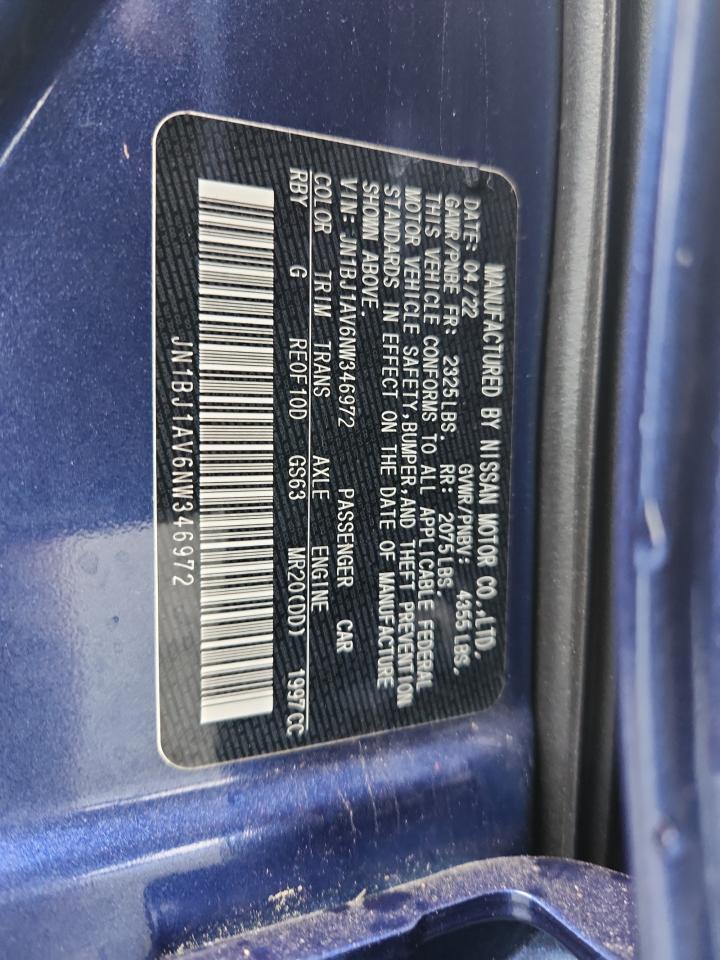 MANUFACTURED BY NISSAN MOTOR CO.,LTD.
DATE: 04/22 GVWR/PNBV: 4355 LBS.
GAWR/PNBE FR: 2325LBS. RR: 2075LBS.
THIS VEHICLE CONFORMS TO ALL APPLICABLE FEDERAL
MOTOR VEHICLE SAFETY,BUMPER,AND THEFT PREVENTION
STANDARDS IN EFFECT ON THE DATE OF MANUFACTURE
SHOWN ABOVE.
VIN: JN1BJ1AV6NW346972 PASSENGER CAR
COLOR TRIM TRANS AXLE ENGINE
RBY G RE0F10D GS63 MR20(DD) 1997CC
JN1BJ1AV6NW346972